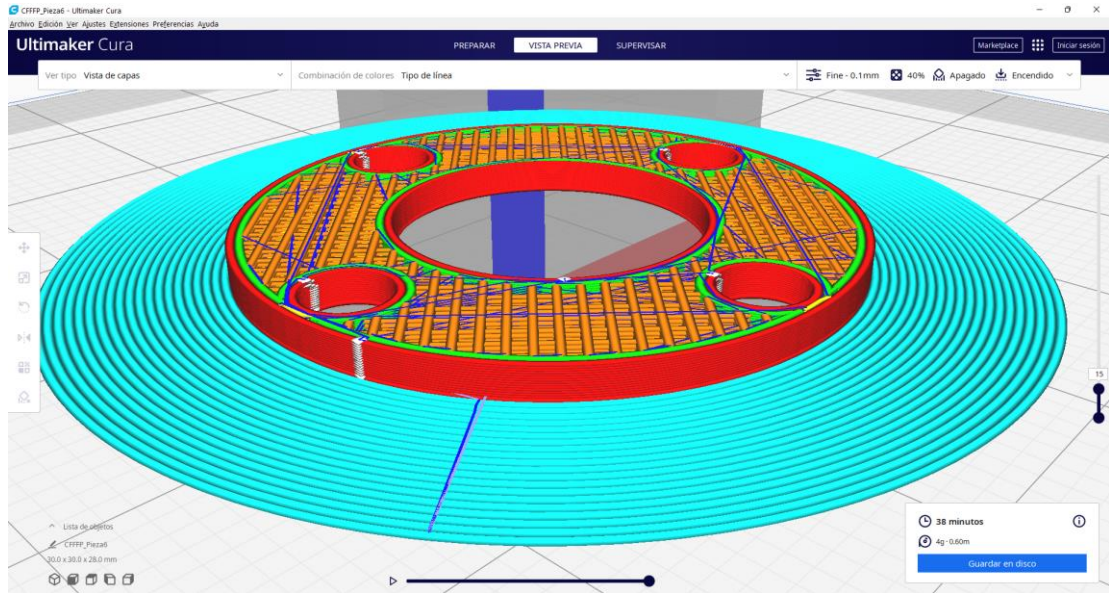 CFFFP_Pieza6 - Ultimaker Cura
Archivo Edición Ver Ajustes Extensiones Preferencias Ayuda
Ultimaker Cura
PREPARAR VISTA PREVIA SUPERVISAR
Marketplace Iniciar sesión
Ver tipo Vista de capas
Combinación de colores Tipo de línea
Fine - 0.1mm 40% Apagado Encendido
15
Lista de objetos
CFFFP_Pieza6
30.0 x 30.0 x 28.0 mm
38 minutos
4g · 0.60m
Guardar en disco